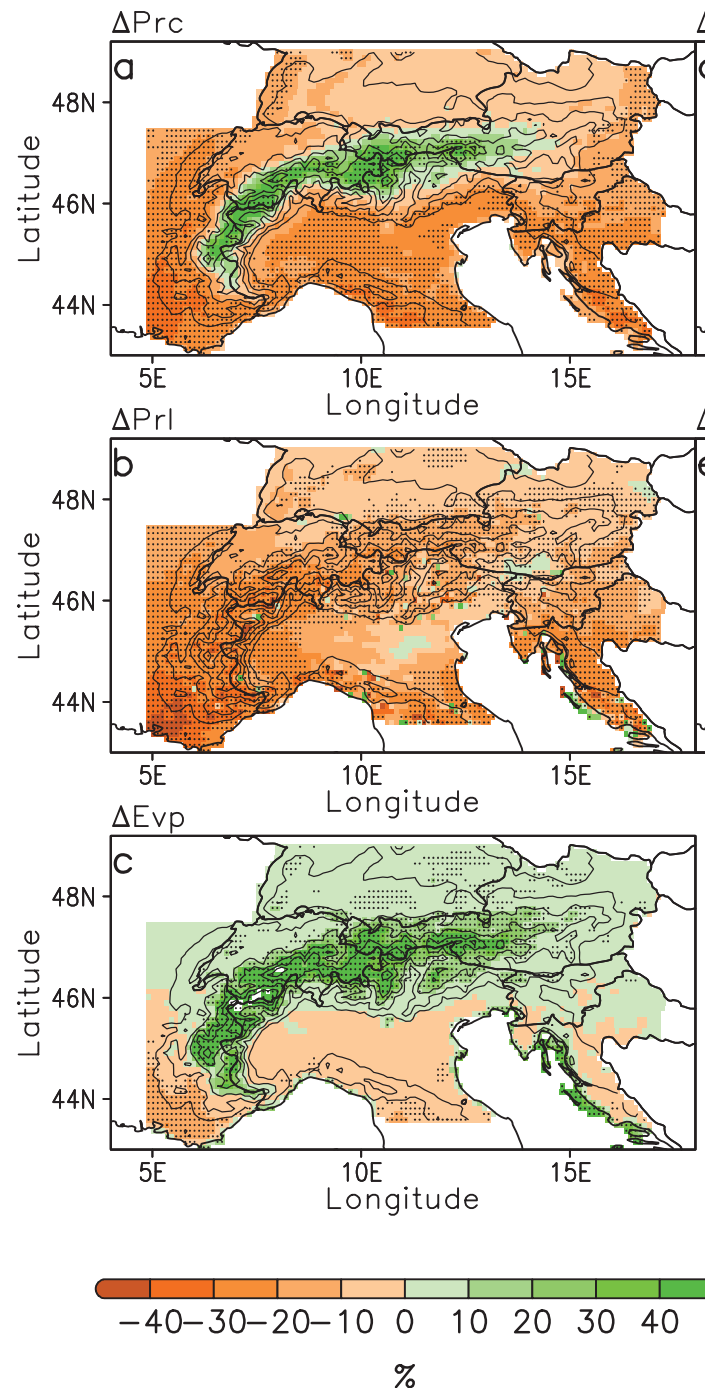 ΔPrc
Δ
a
48N
46N
44N
Latitude
5E
10E
15E
Longitude
ΔPrl
Δ
b
e
48N
46N
44N
Latitude
5E
10E
15E
Longitude
ΔEvp
c
48N
46N
44N
Latitude
5E
10E
15E
Longitude
−40 −30 −20 −10 0 10 20 30 40
%